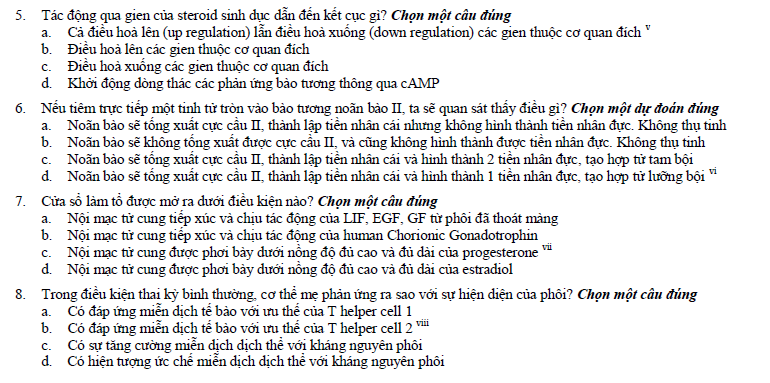 5. Tác động qua gien của steroid sinh dục dẫn đến kết cục gì? Chọn một câu đúng
a. Cả điều hoà lên (up regulation) lẫn điều hoà xuống (down regulation) các gien thuộc cơ quan đích v
b. Điều hoà lên các gien thuộc cơ quan đích
c. Điều hoà xuống các gien thuộc cơ quan đích
d. Khởi động dòng thác các phản ứng bào tương thông qua cAMP
6. Nếu tiêm trực tiếp một tinh tử tròn vào bào tương noãn bào II, ta sẽ quan sát thấy điều gì? Chọn một dự đoán đúng
a. Noãn bào sẽ tống xuất cực cầu II, thành lập tiền nhân cái nhưng không hình thành tiền nhân đực. Không thụ tinh
b. Noãn bào sẽ không tống xuất được cực cầu II, và cũng không hình thành được tiền nhân đực. Không thụ tinh
c. Noãn bào sẽ tống xuất cực cầu II, thành lập tiền nhân cái và hình thành 2 tiền nhân đực, tạo hợp tử tam bội
d. Noãn bào sẽ tống xuất cực cầu II, thành lập tiền nhân cái và hình thành 1 tiền nhân đực, tạo hợp tử lưỡng bội vi
7. Cửa sổ làm tổ được mở ra dưới điều kiện nào? Chọn một câu đúng
a. Nội mạc tử cung tiếp xúc và chịu tác động của LIF, EGF, GF từ phôi đã thoát màng
b. Nội mạc tử cung tiếp xúc và chịu tác động của human Chorionic Gonadotrophin
c. Nội mạc tử cung được phơi bày dưới nồng độ đủ cao và đủ dài của progesterone vii
d. Nội mạc tử cung được phơi bày dưới nồng độ đủ cao và đủ dài của estradiol
8. Trong điều kiện thai kỳ bình thường, cơ thể mẹ phản ứng ra sao với sự hiện diện của phôi? Chọn một câu đúng
a. Có đáp ứng miễn dịch tế bào với ưu thế của T helper cell 1
b. Có đáp ứng miễn dịch tế bào với ưu thế của T helper cell 2 viii
c. Có sự tăng cường miễn dịch dịch thể với kháng nguyên phôi
d. Có hiện tượng ức chế miễn dịch dịch thể với kháng nguyên phôi